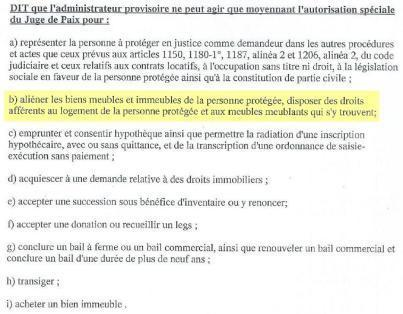 DIT que l'administrateur provisoire ne peut agir que moyennant l'autorisation spéciale
du Juge de Paix pour :
a) représenter la personne à protéger en justice comme demandeur dans les autres procédures
et actes que ceux prévus aux articles 1150, 1180-1°, 1187, alinéa 2 et 1206, alinéa 2, du code
judiciaire et ceux relatifs aux contrats locatifs, à l'occupation sans titre ni droit, à la législation
sociale en faveur de la personne protégée ainsi qu'à la constitution de partie civile ;
b) aliéner les biens meubles et immeubles de la personne protégée, disposer des droits
afférents au logement de la personne protégée et aux meubles meublants qui s'y trouvent;
c) emprunter et consentir hypothèque ainsi que permettre la radiation d'une inscription
hypothécaire, avec ou sans quittance, et de la transcription d'une ordonnance de saisie-
exécution sans paiement ;
d) acquiescer à une demande relative à des droits immobiliers ;
e) accepter une succession sous bénéfice d'inventaire ou y renoncer;
f) accepter une donation ou recueillir un legs ;
g) conclure un bail à ferme ou un bail commercial, ainsi que renouveler un bail commercial et
conclure un bail d'une durée de plus de neuf ans ;
h) transiger ;
i) acheter un bien immeuble .